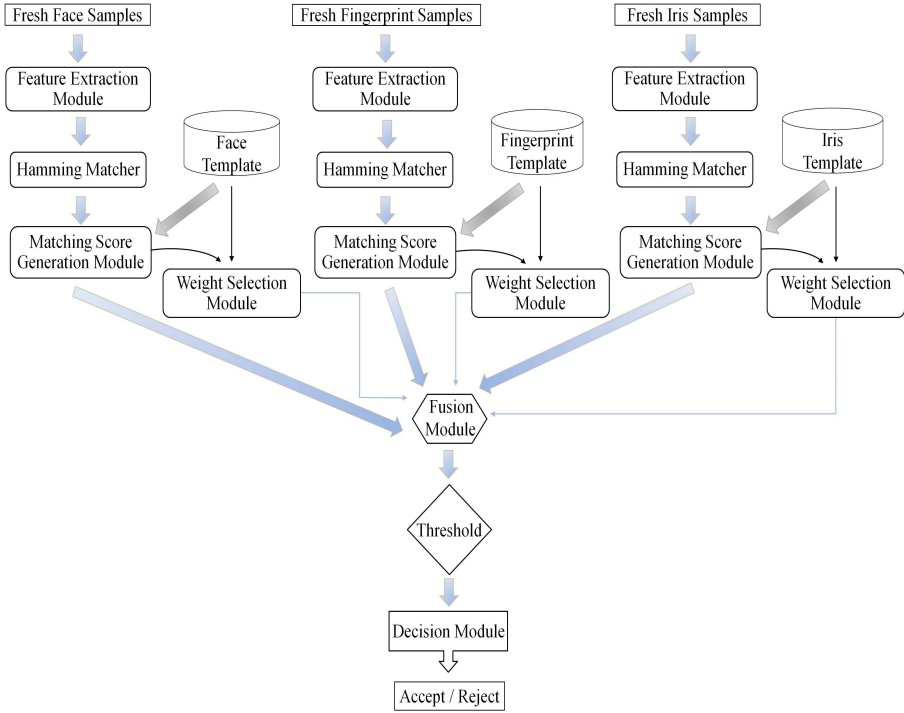 Fresh Face Samples
Fresh Fingerprint Samples
Fresh Iris Samples
Feature Extraction
Module
Feature Extraction
Module
Feature Extraction
Module
Face
Template
Fingerprint
Template
Iris
Template
Hamming Matcher
Hamming Matcher
Hamming Matcher
Matching Score
Generation Module
Matching Score
Generation Module
Matching Score
Generation Module
Weight Selection
Module
Weight Selection
Module
Weight Selection
Module
Fusion
Module
Threshold
Decision Module
Accept / Reject